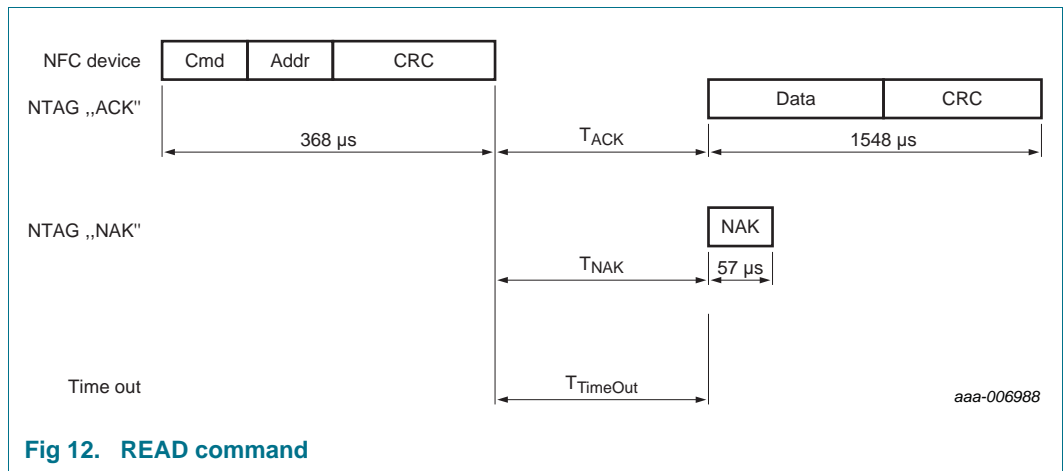 NFC device
Cmd Addr CRC
NTAG ,,ACK"
Data CRC
368 µs TACK 1548 µs
NTAG ,,NAK"
NAK
TNAK 57 µs
Time out TTimeOut aaa-006988
Fig 12. READ command